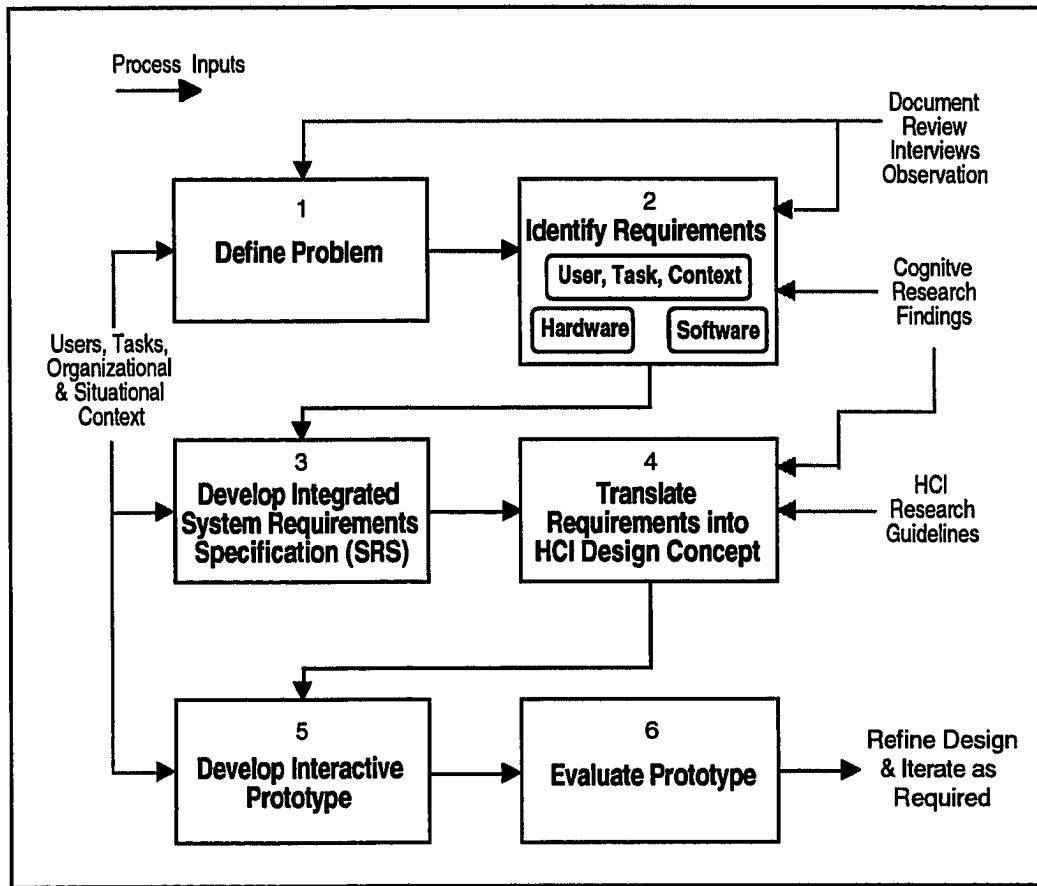 Process Inputs
Document
Review
Interviews
Observation
1
Define Problem
2
Identify Requirements
User, Task, Context
Hardware
Software
Cognitve
Research
Findings
Users, Tasks,
Organizational
& Situational
Context
3
Develop Integrated
System Requirements
Specification (SRS)
4
Translate
Requirements into
HCI Design Concept
HCI
Research
Guidelines
5
Develop Interactive
Prototype
6
Evaluate Prototype
Refine Design
& Iterate as
Required